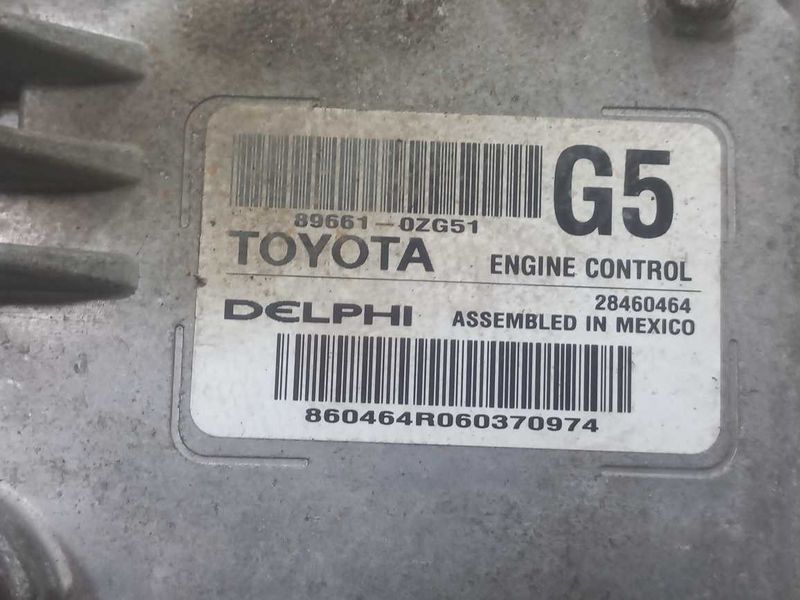 G5
89661-0ZG51
TOYOTA ENGINE CONTROL
28460464
DELPHI ASSEMBLED IN MEXICO
860464R060370974